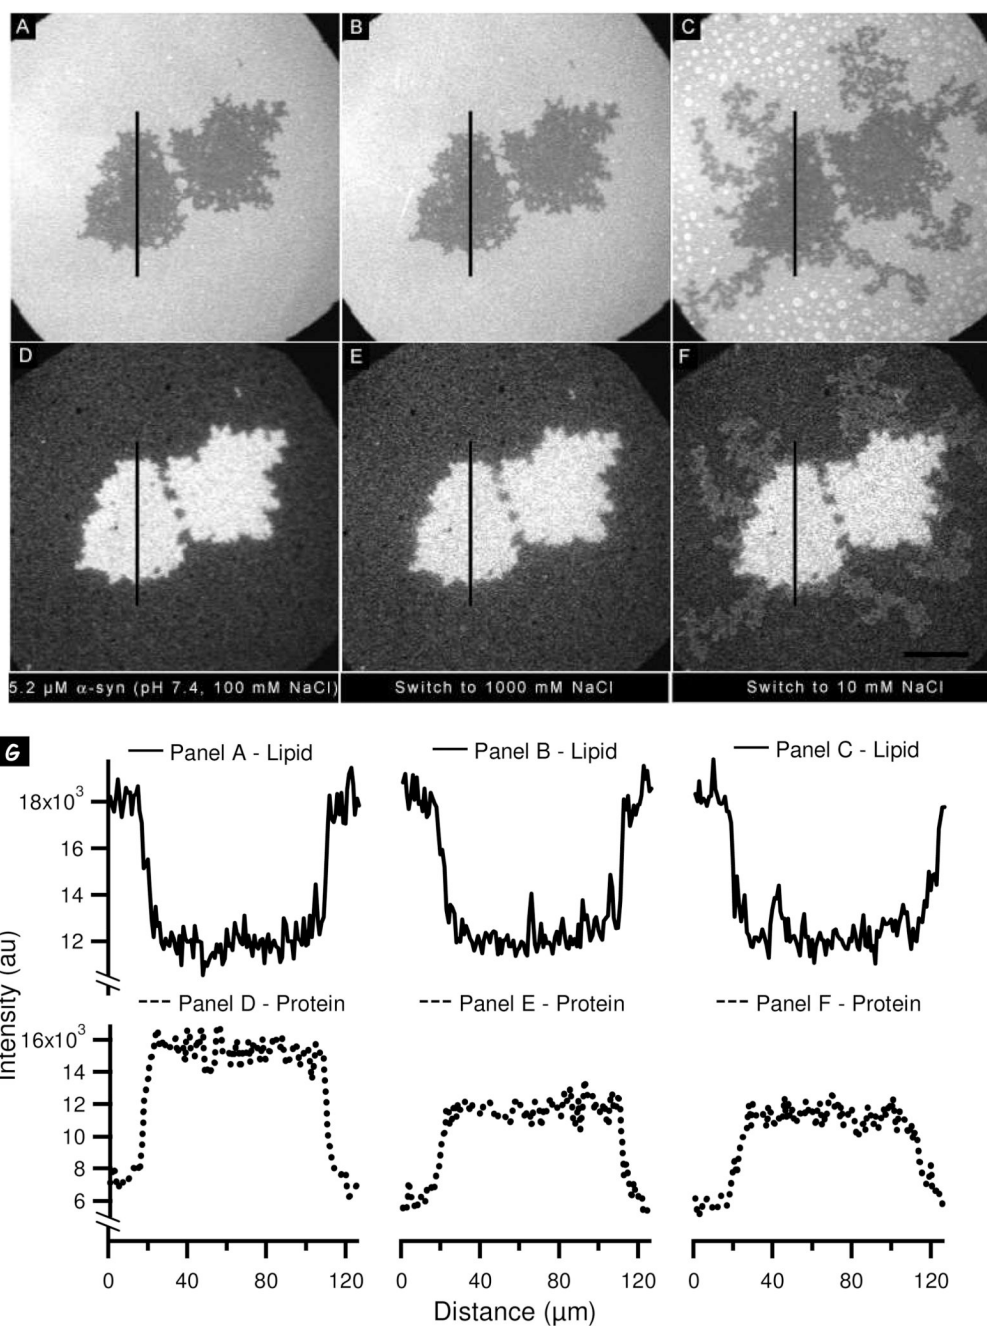 A B C
D E F
5.2 µM α-syn (pH 7.4, 100 mM NaCl) Switch to 1000 mM NaCl Switch to 10 mM NaCl
G
Panel A - Lipid Panel B - Lipid Panel C - Lipid
18x10³
16
14
12
Intensity (au)
Panel D - Protein Panel E - Protein Panel F - Protein
16x10³
14
12
10
8
6
0 40 80 120 0 40 80 120 0 40 80 120
Distance (µm)